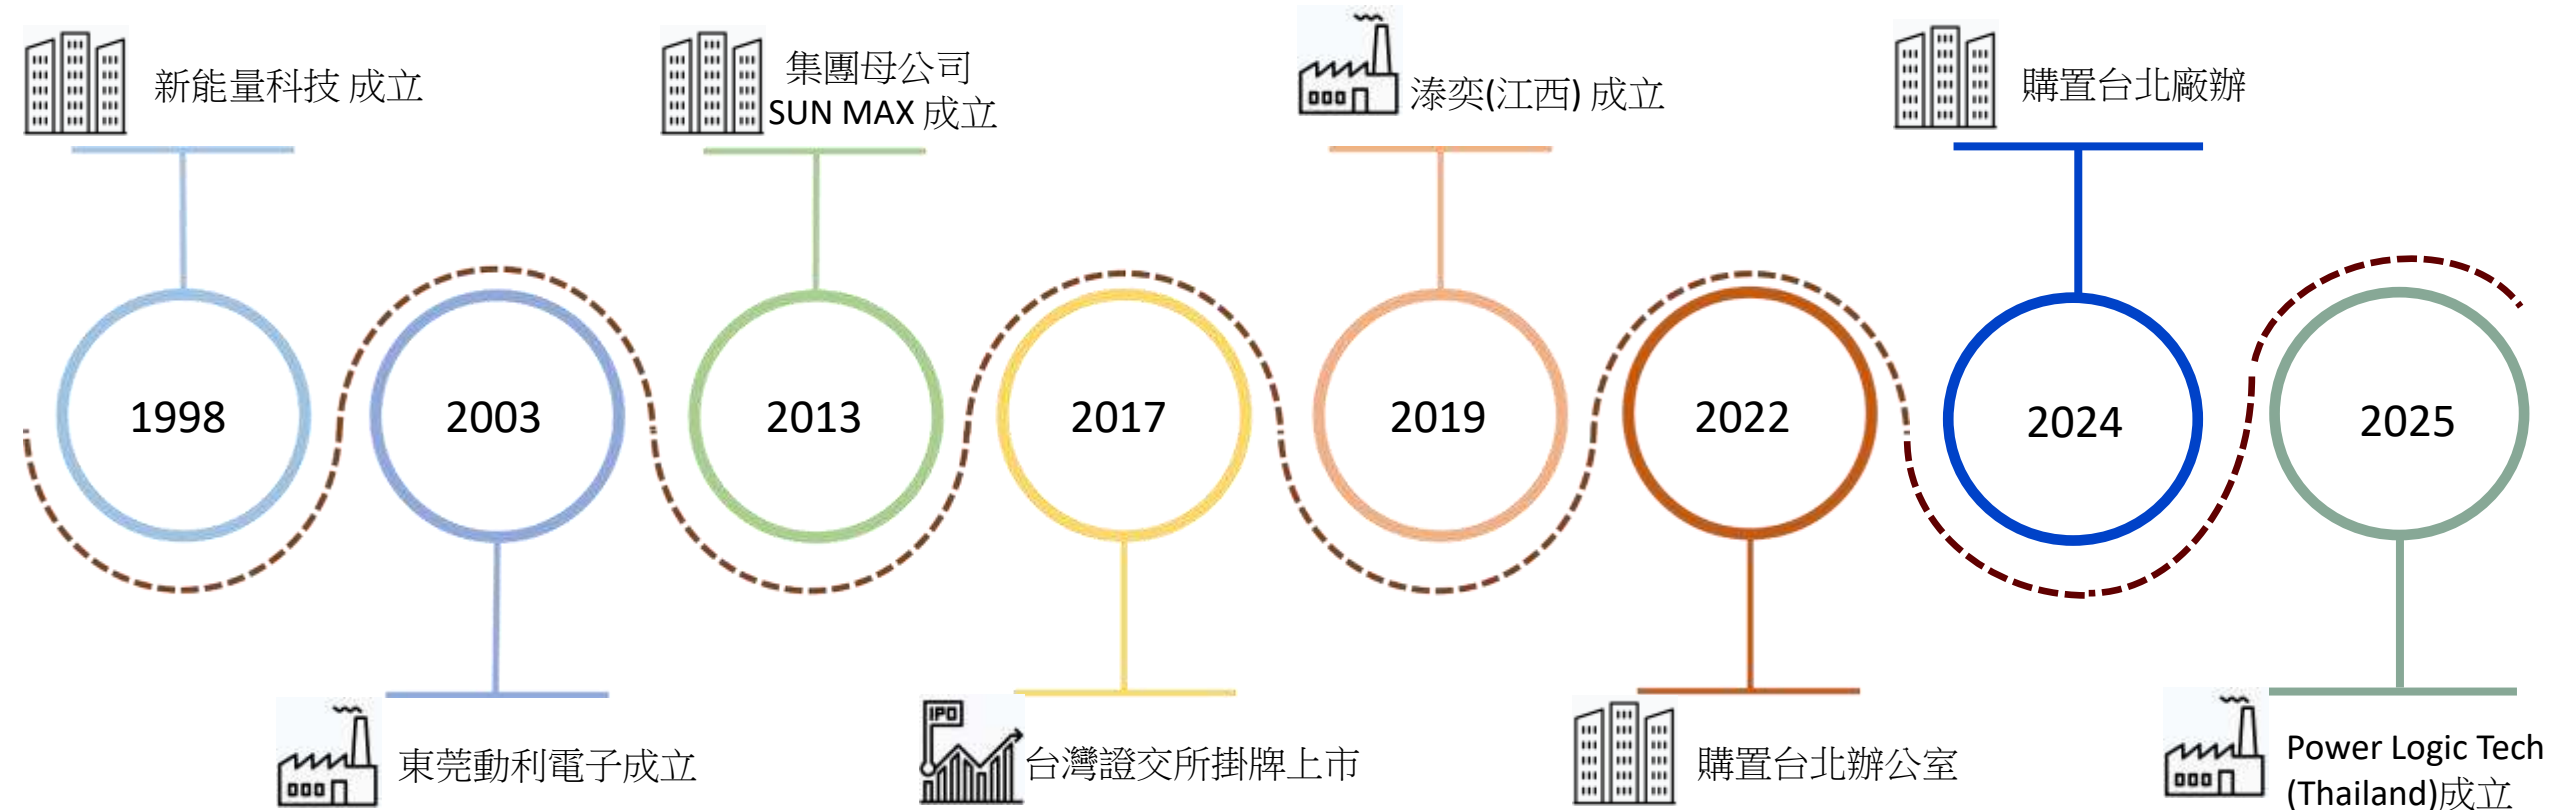 新能量科技 成立
集團母公司
SUN MAX 成立
溙奕(江西) 成立
購置台北廠辦
1998
2003
2013
2017
2019
2022
2024
2025
東莞動利電子成立
IPO
台灣證交所掛牌上市
購置台北辦公室
Power Logic Tech
(Thailand)成立